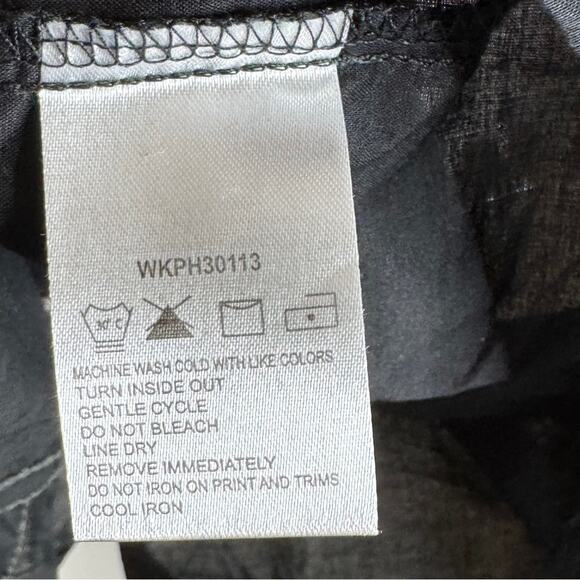 WKPH30113
30°C
MACHINE WASH COLD WITH LIKE COLORS
TURN INSIDE OUT
GENTLE CYCLE
DO NOT BLEACH
LINE DRY
REMOVE IMMEDIATELY
DO NOT IRON ON PRINT AND TRIMS
COOL IRON